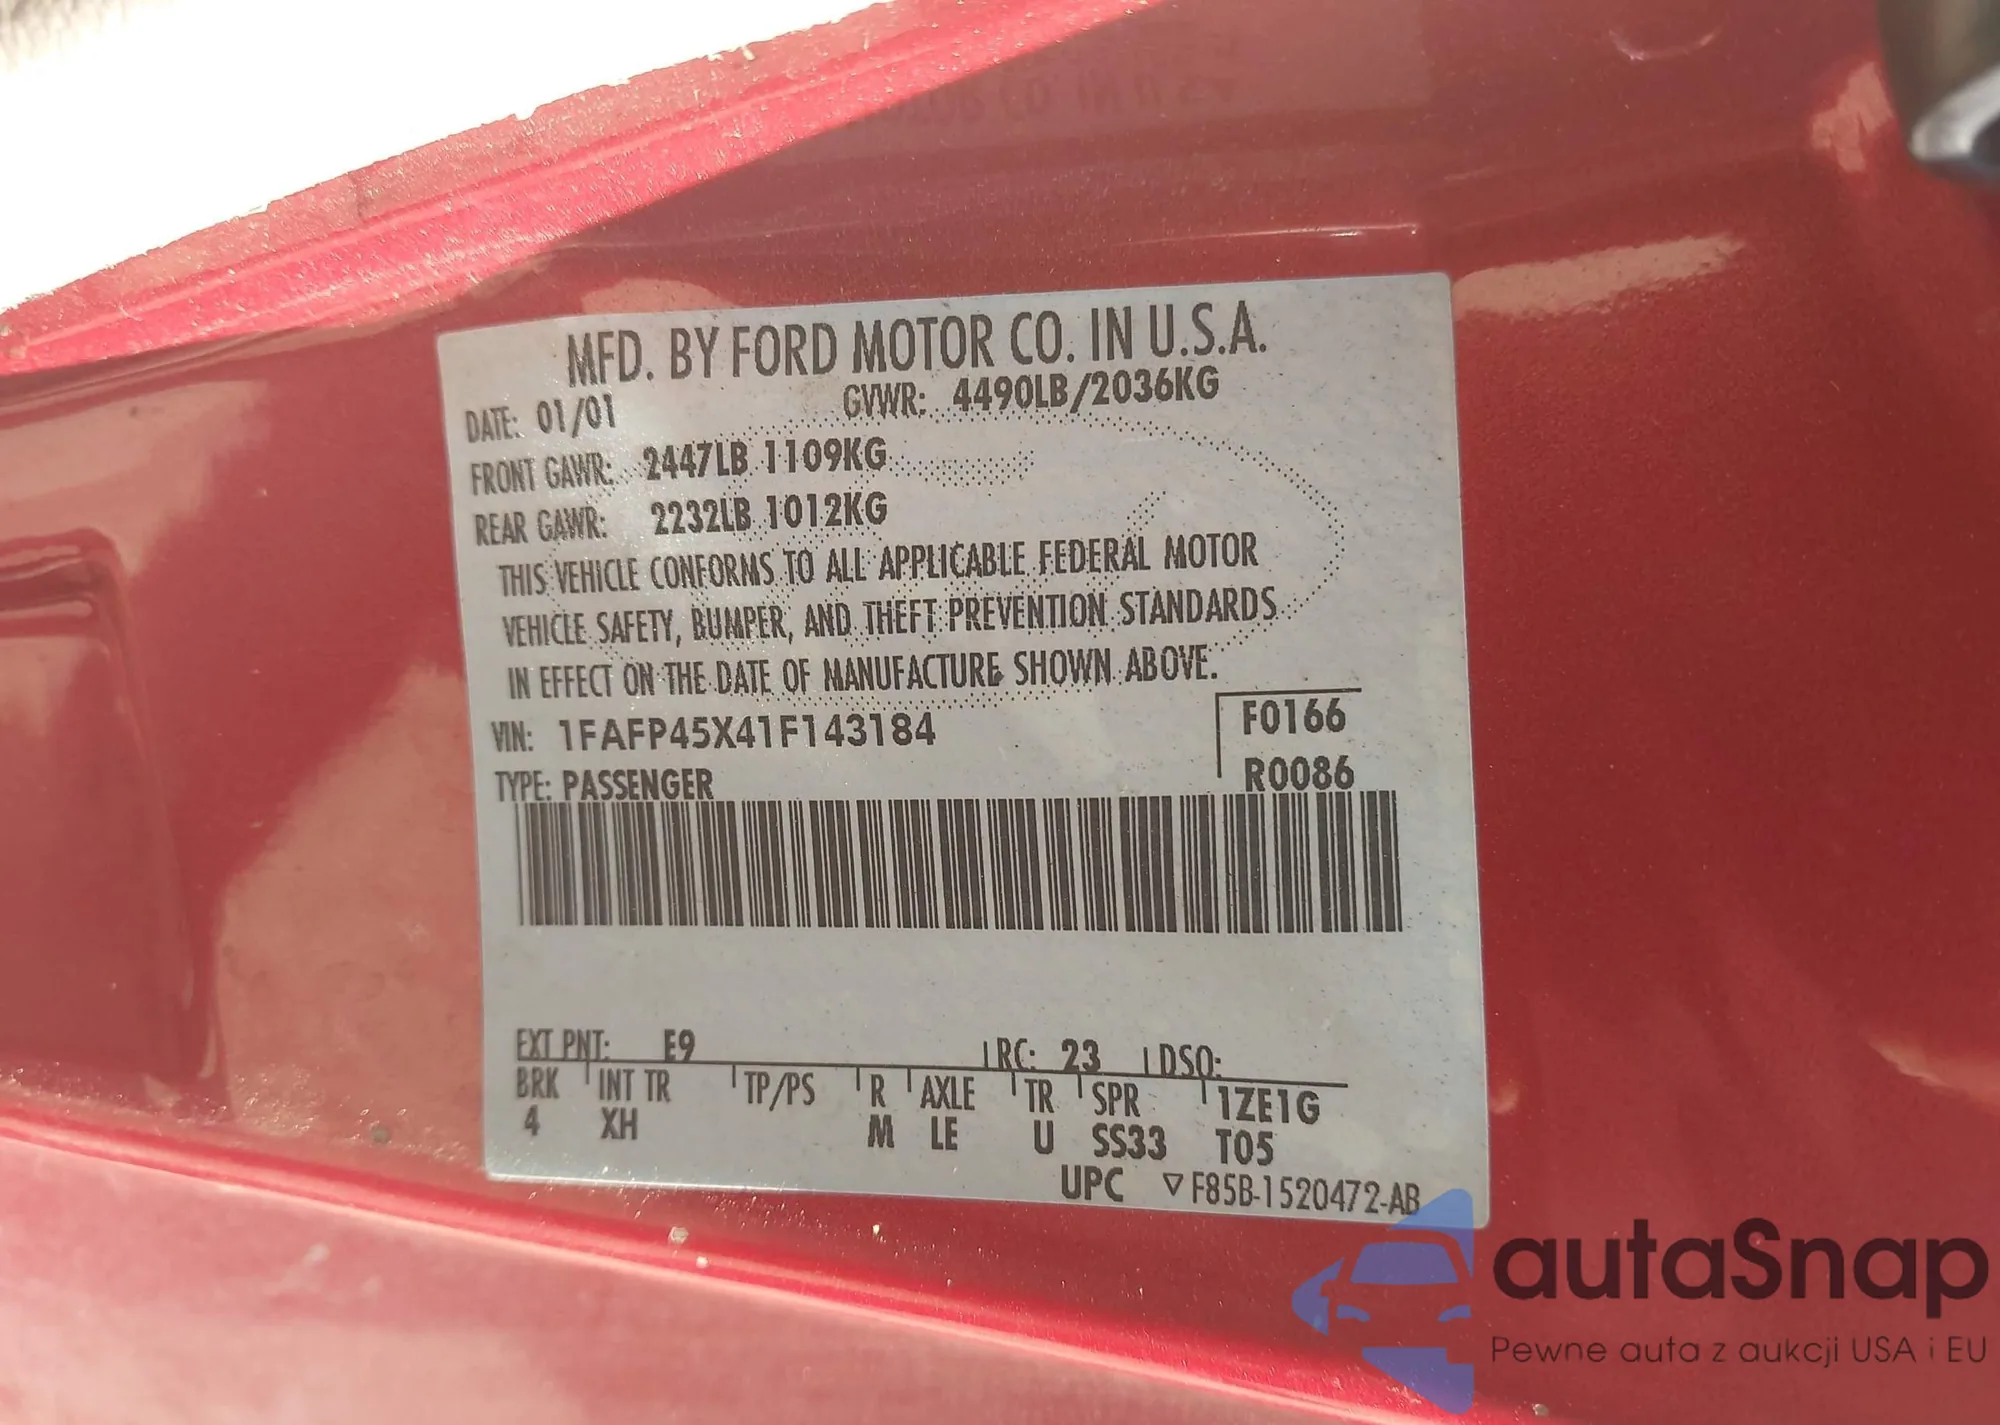 MFD. BY FORD MOTOR CO. IN U.S.A.
DATE: 01/01 GVWR: 4490LB/2036KG
FRONT GAWR: 2447LB 1109KG
REAR GAWR: 2232LB 1012KG
THIS VEHICLE CONFORMS TO ALL APPLICABLE FEDERAL MOTOR
VEHICLE SAFETY, BUMPER, AND THEFT PREVENTION STANDARDS
IN EFFECT ON THE DATE OF MANUFACTURE SHOWN ABOVE.
VIN: 1FAFP45X41F143184 F0166
TYPE: PASSENGER R0086
EXT PNT: E9 RC: 23 DSO:
BRK INT TR TP/PS R AXLE TR SPR 1ZE1G
4 XH M LE U SS33 T05
UPC ▽F85B-1520472-AB
autaSnap
Pewne auta z aukcji USA i EU